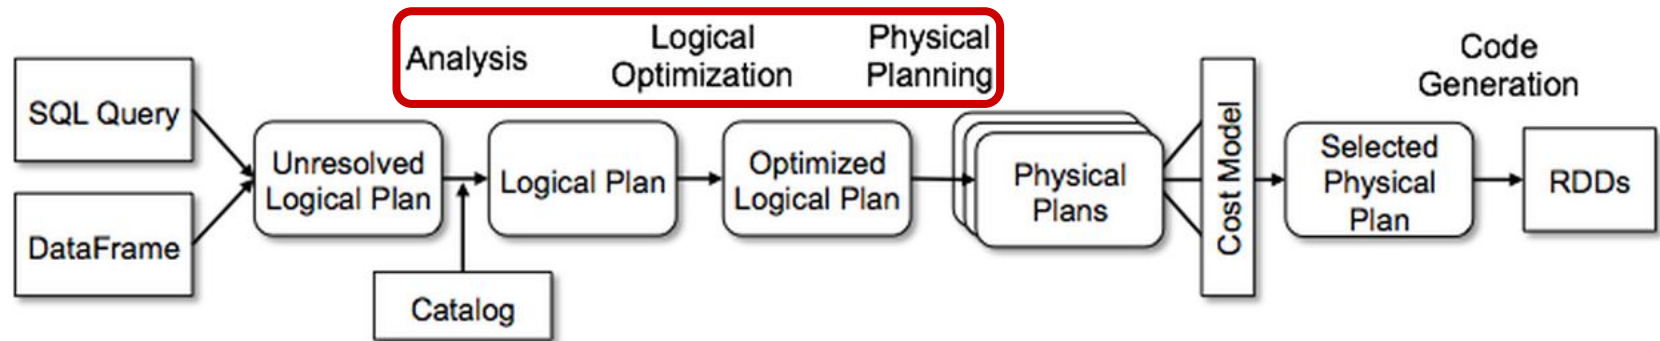 Analysis
Logical
Optimization
Physical
Planning
Code
Generation
SQL Query
DataFrame
Unresolved
Logical Plan
Catalog
Logical Plan
Optimized
Logical Plan
Physical
Plans
Cost Model
Selected
Physical
Plan
RDDs